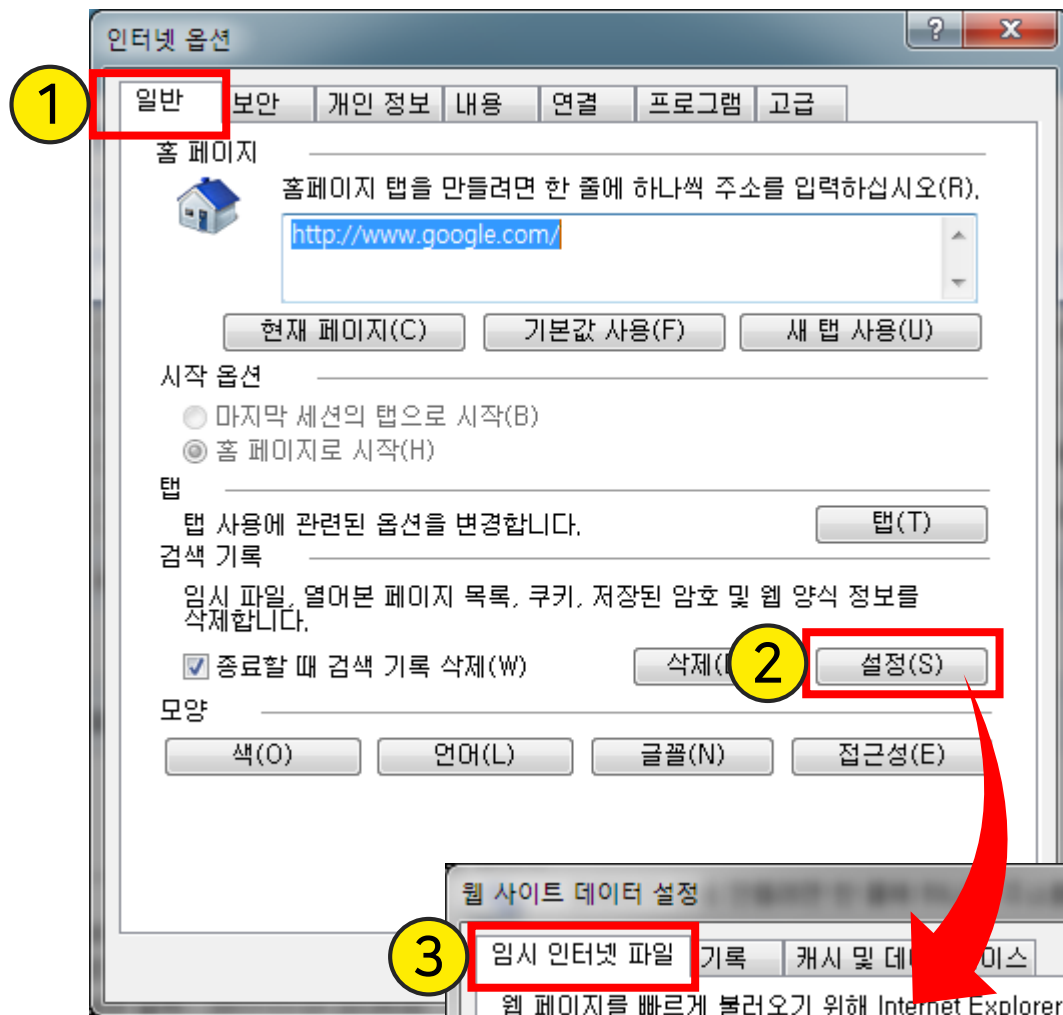 인터넷 옵션
1
일반 보안 개인 정보 내용 연결 프로그램 고급
홈 페이지
홈페이지 탭을 만들려면 한 줄에 하나씩 주소를 입력하십시오(R).
http://www.google.com/
현재 페이지(C) 기본값 사용(F) 새 탭 사용(U)
시작 옵션
마지막 세션의 탭으로 시작(B)
홈 페이지로 시작(H)
탭
탭 사용에 관련된 옵션을 변경합니다. 탭(T)
검색 기록
임시 파일, 열어본 페이지 목록, 쿠키, 저장된 암호 및 웹 양식 정보를
삭제합니다.
종료할 때 검색 기록 삭제(W) 삭제( 2 설정(S)
모양
색(O) 언어(L) 글꼴(N) 접근성(E)
웹 사이트 데이터 설정
3
임시 인터넷 파일 기록 캐시 및
웹 페이지를 빠르게 불러오기 위해 Internet Explorer